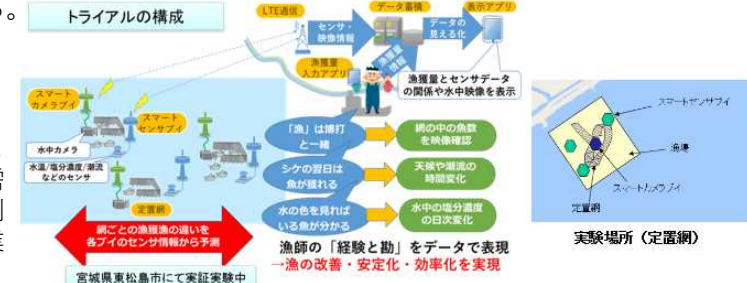 。
トライアルの構成
LTE通信
センサ・
映像情報
データ蓄積
データの
見える化
表示アプリ
漁獲量
情報
漁獲量
入力アプリ
漁獲量とセンサデータ
の関係や水中映像を表示
スマート
カメラブイ
スマート
センサブイ
水中カメラ
水温/塩分濃度/潮流
などのセンサ
定置網
網ごとの漁獲漁の違いを
各ブイのセンサ情報から予測
宮城県東松島市にて実証実験中
「漁」は博打
と一緒
網の中の魚数
を映像確認
シケの翌日は
魚が獲れる
天候や潮流の
時間変化
水の色を見れば
いる魚が分かる
水中の塩分濃度
の日次変化
漁師の「経験と勘」をデータで表現
→漁の改善・安定化・効率化を実現
スマートセンサブイ
漁場
スマートカメラブイ
定置網
実験場所（定置網）